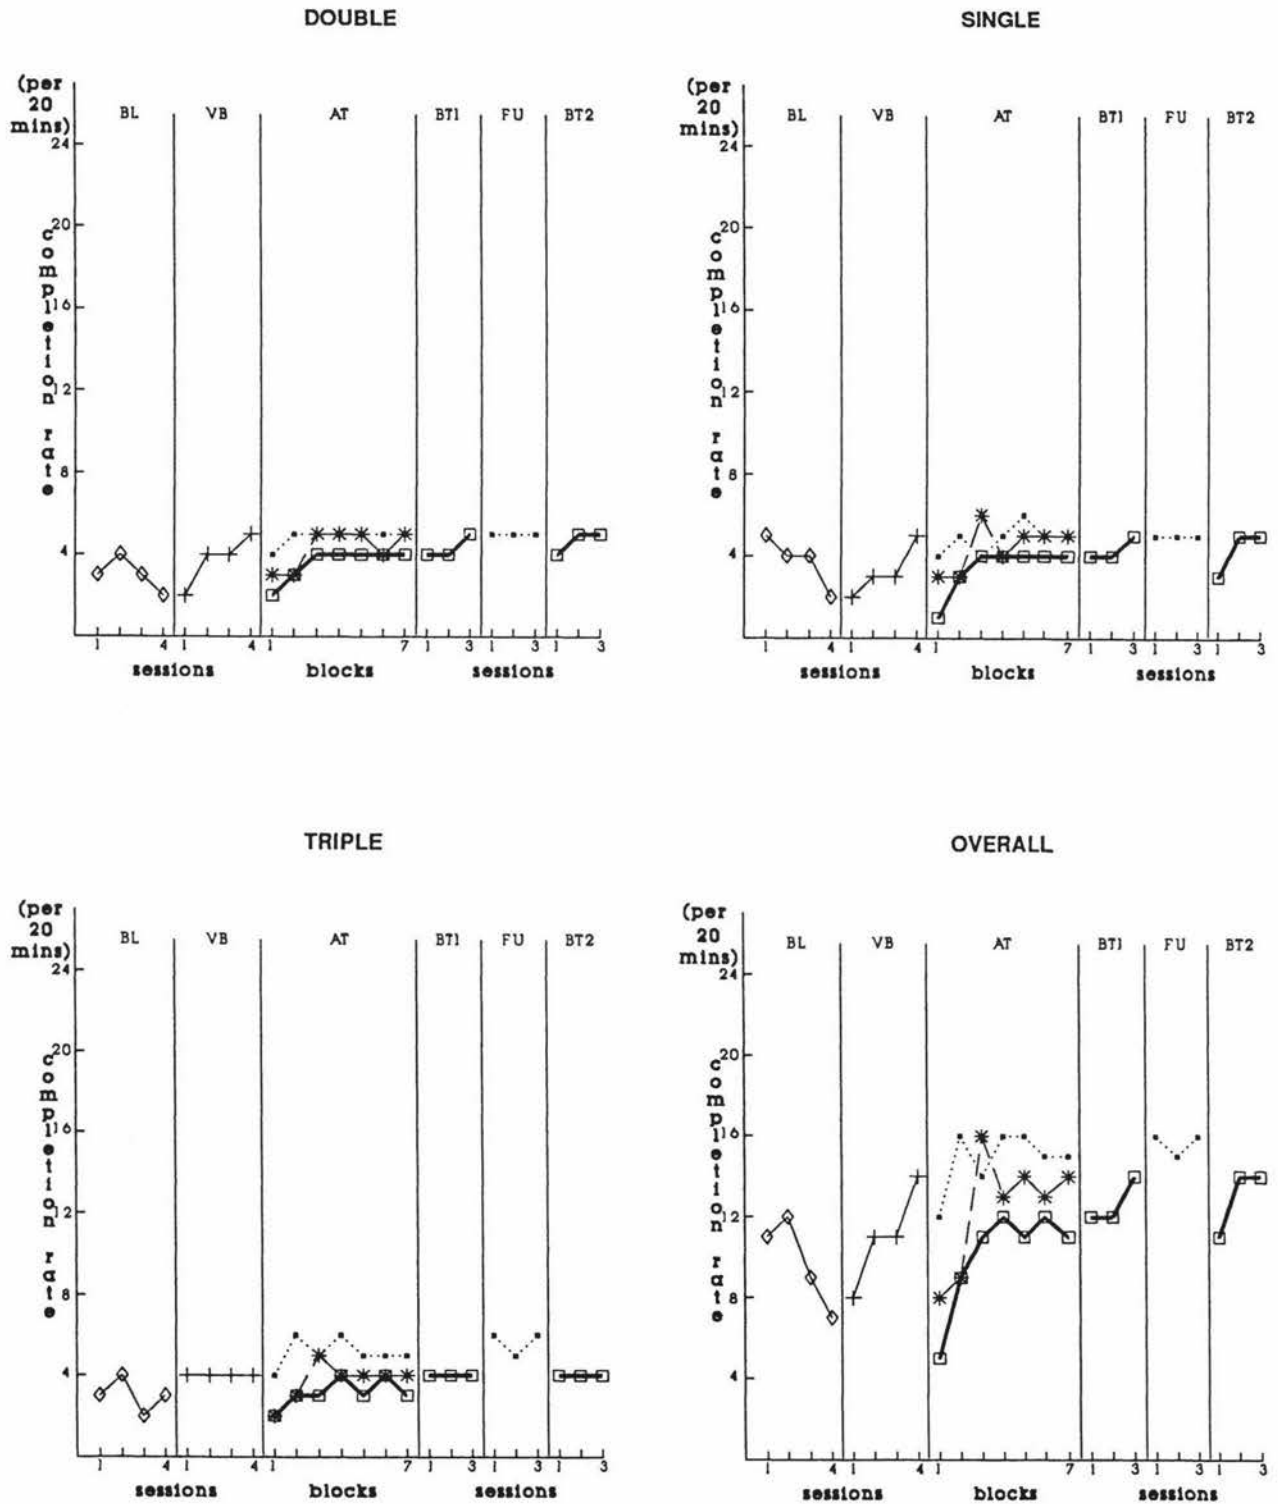 DOUBLE
(per
20
mins)
BL VB AT BT1 FU BT2
24
20
16
12
8
4
completion rate
1 4 1 4 1 7 1 3 1 3 1 3
sessions blocks sessions
SINGLE
(per
20
mins)
BL VB AT BT1 FU BT2
24
20
16
12
8
4
completion rate
1 4 1 4 1 7 1 3 1 3 1 3
sessions blocks sessions
TRIPLE
(per
20
mins)
BL VB AT BT1 FU BT2
24
20
16
12
8
4
completion rate
1 4 1 4 1 7 1 3 1 3 1 3
sessions blocks sessions
OVERALL
(per
20
mins)
BL VB AT BT1 FU BT2
24
20
16
12
8
4
completion rate
1 4 1 4 1 7 1 3 1 3 1 3
sessions blocks sessions